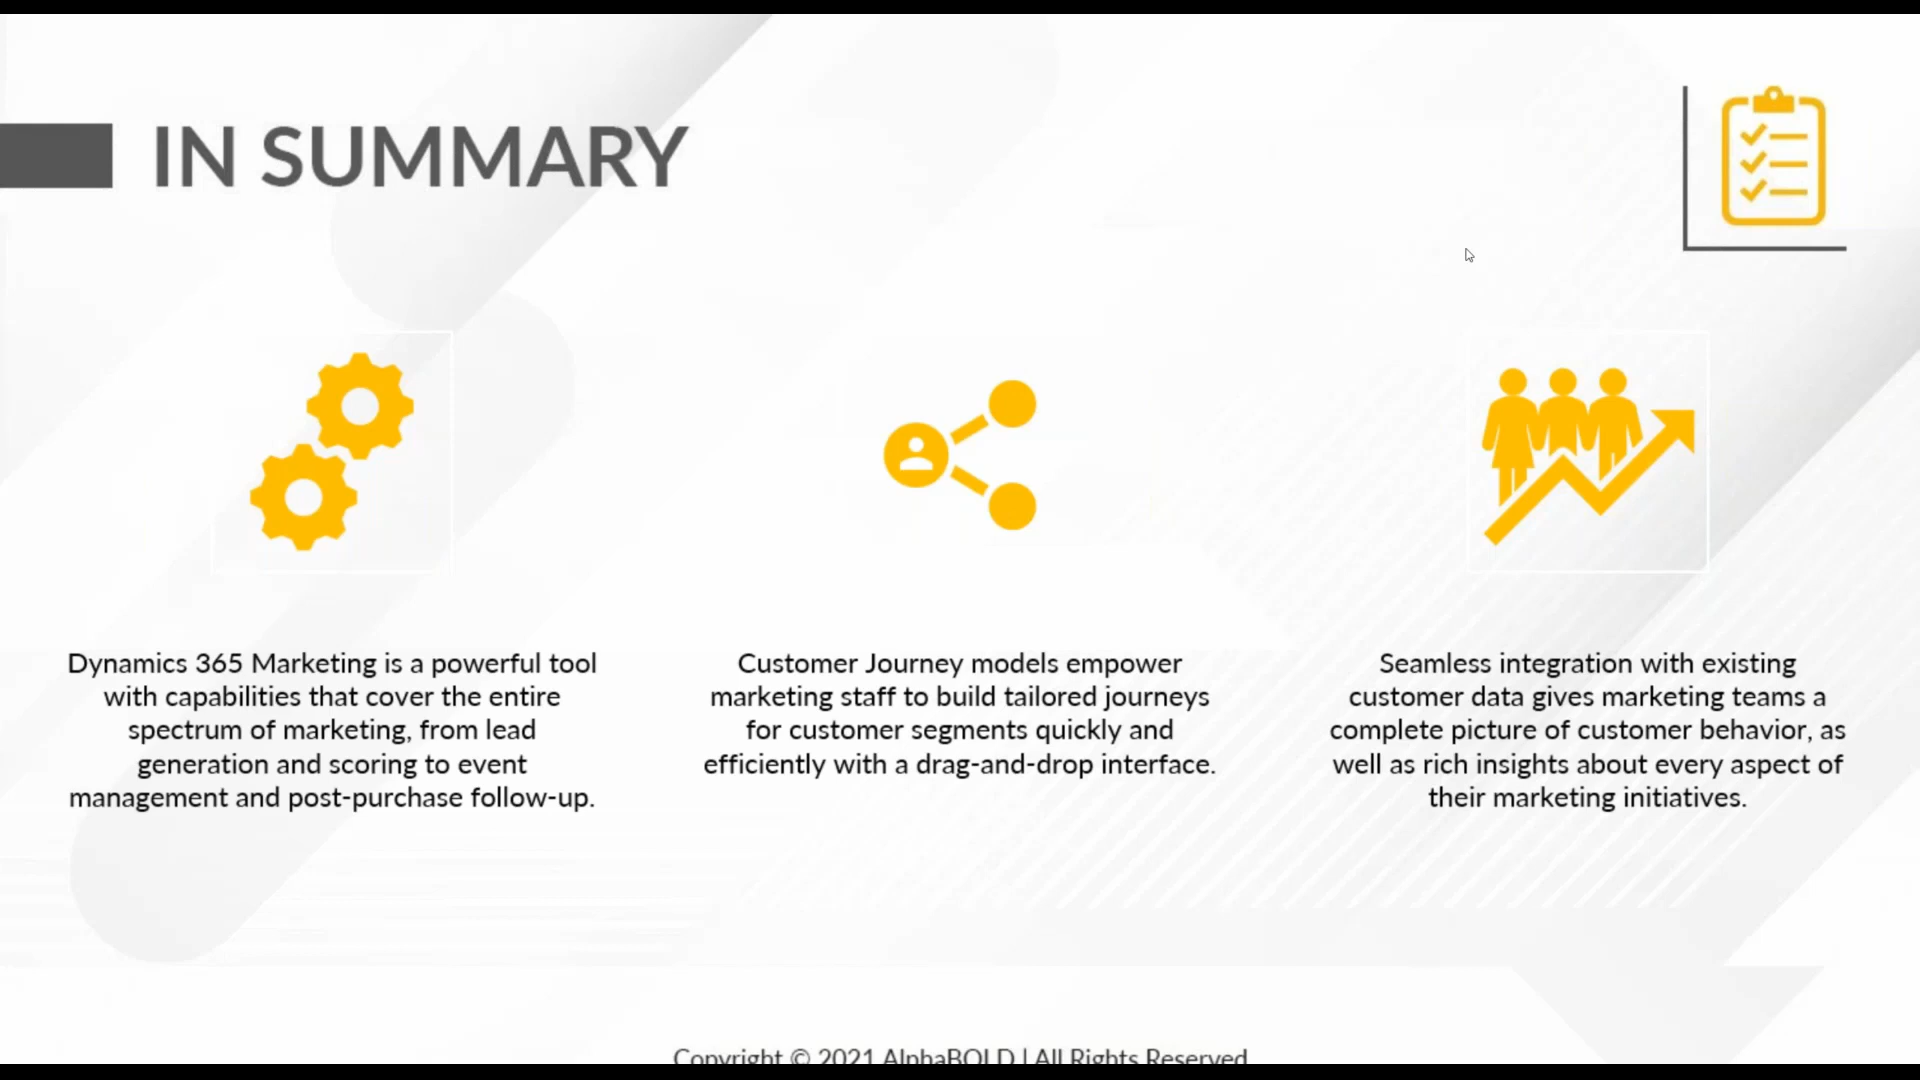 IN SUMMARY
Dynamics 365 Marketing is a powerful tool
with capabilities that cover the entire
spectrum of marketing, from lead
generation and scoring to event
management and post-purchase follow-up.
Customer Journey models empower
marketing staff to build tailored journeys
for customer segments quickly and
efficiently with a drag-and-drop interface.
Seamless integration with existing
customer data gives marketing teams a
complete picture of customer behavior, as
well as rich insights about every aspect of
their marketing initiatives.
Copyright © 2021 AlphaBOLD | All Rights Reserved